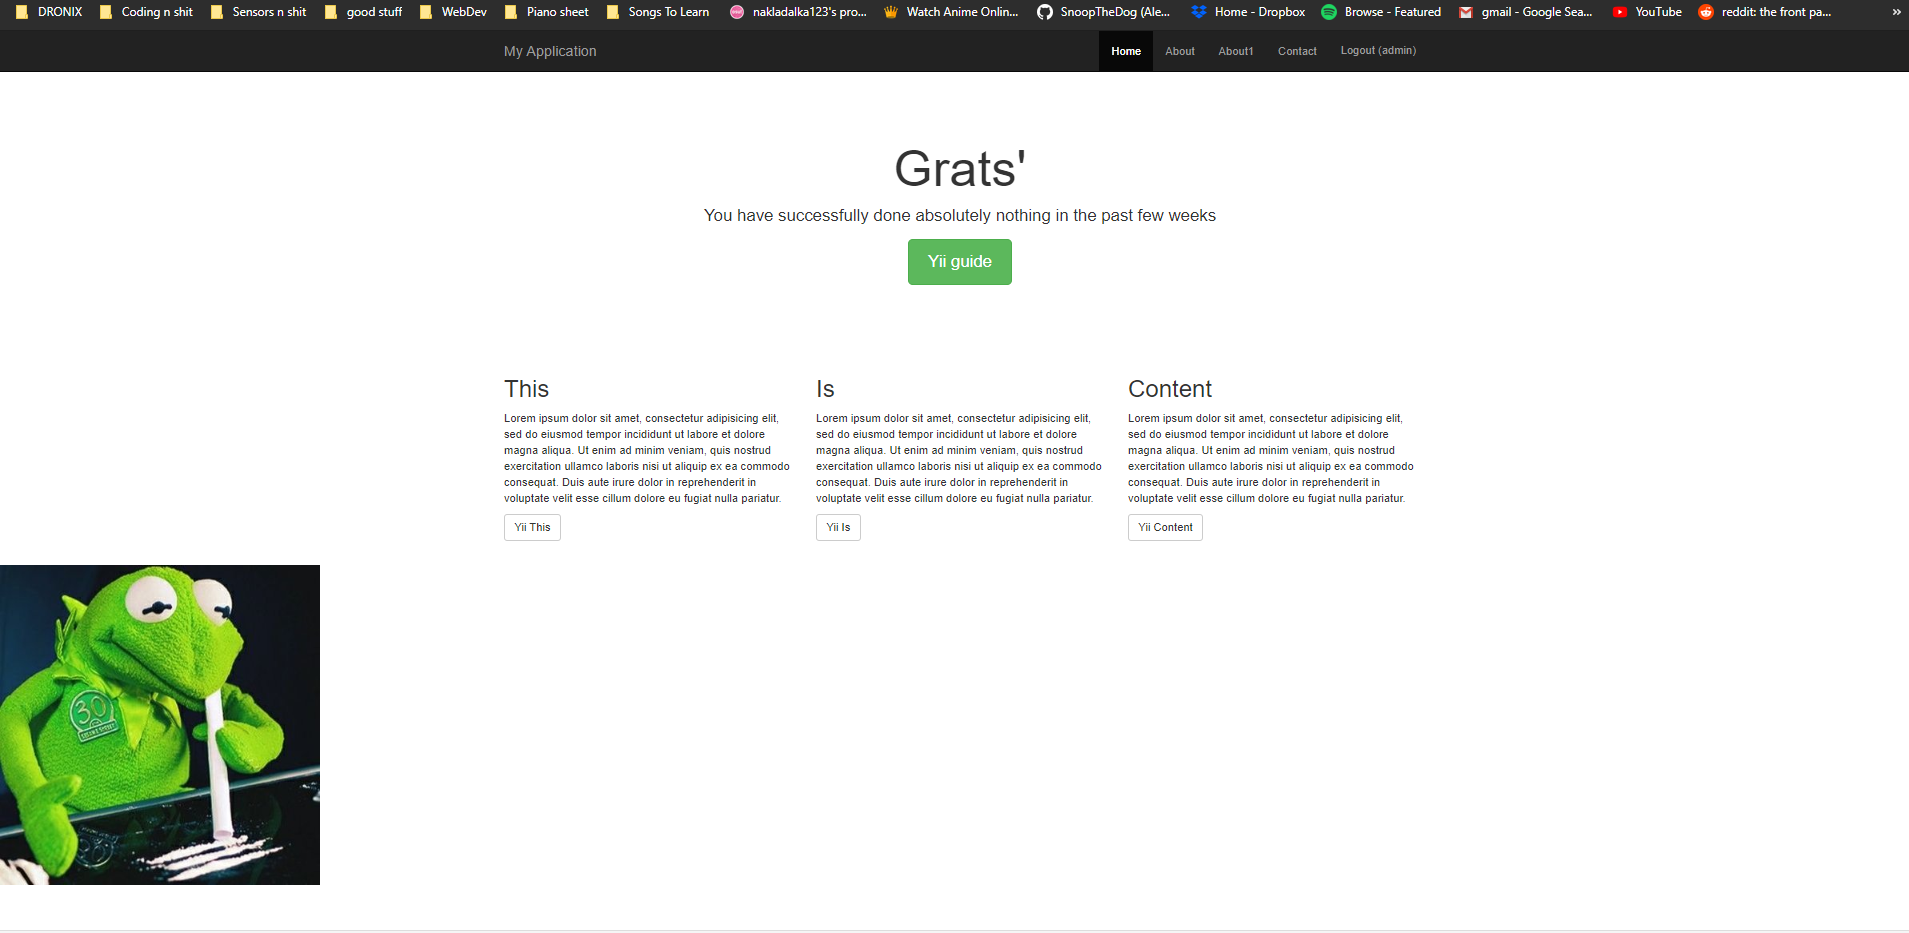 DRONIX Coding n shit Sensors n shit good stuff WebDev Piano sheet Songs To Learn nakladalka123's pro... Watch Anime Onlin... SnoopTheDog (Ale... Home - Dropbox Browse - Featured gmail - Google Sea... YouTube reddit: the front pa... »
My Application Home About About1 Contact Logout (admin)
Grats'
You have successfully done absolutely nothing in the past few weeks
Yii guide
This
Lorem ipsum dolor sit amet, consectetur adipisicing elit,
sed do eiusmod tempor incididunt ut labore et dolore
magna aliqua. Ut enim ad minim veniam, quis nostrud
exercitation ullamco laboris nisi ut aliquip ex ea commodo
consequat. Duis aute irure dolor in reprehenderit in
voluptate velit esse cillum dolore eu fugiat nulla pariatur.
Yii This
Is
Lorem ipsum dolor sit amet, consectetur adipisicing elit,
sed do eiusmod tempor incididunt ut labore et dolore
magna aliqua. Ut enim ad minim veniam, quis nostrud
exercitation ullamco laboris nisi ut aliquip ex ea commodo
consequat. Duis aute irure dolor in reprehenderit in
voluptate velit esse cillum dolore eu fugiat nulla pariatur.
Yii Is
Content
Lorem ipsum dolor sit amet, consectetur adipisicing elit,
sed do eiusmod tempor incididunt ut labore et dolore
magna aliqua. Ut enim ad minim veniam, quis nostrud
exercitation ullamco laboris nisi ut aliquip ex ea commodo
consequat. Duis aute irure dolor in reprehenderit in
voluptate velit esse cillum dolore eu fugiat nulla pariatur.
Yii Content
30